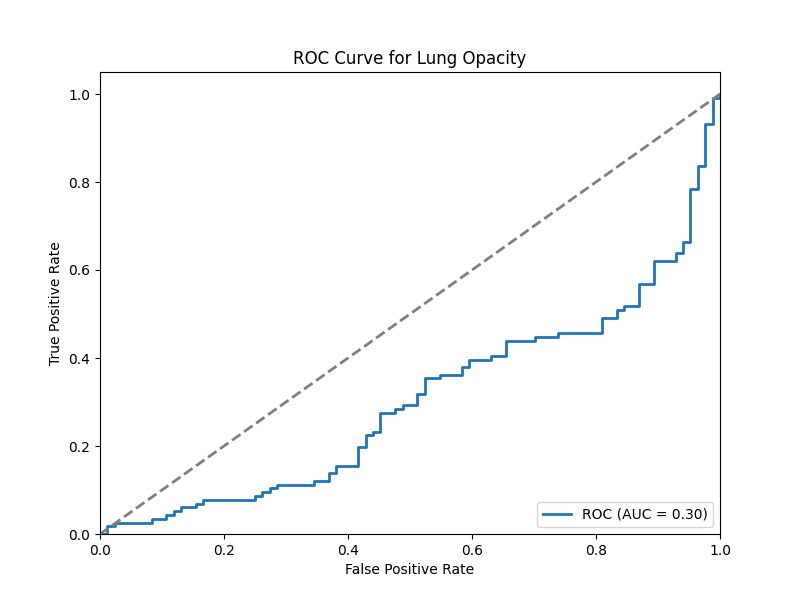 ROC Curve for Lung Opacity
1.0
0.8
0.6
0.4
0.2
0.0
True Positive Rate
ROC (AUC = 0.30)
0.0 0.2 0.4 0.6 0.8 1.0
False Positive Rate